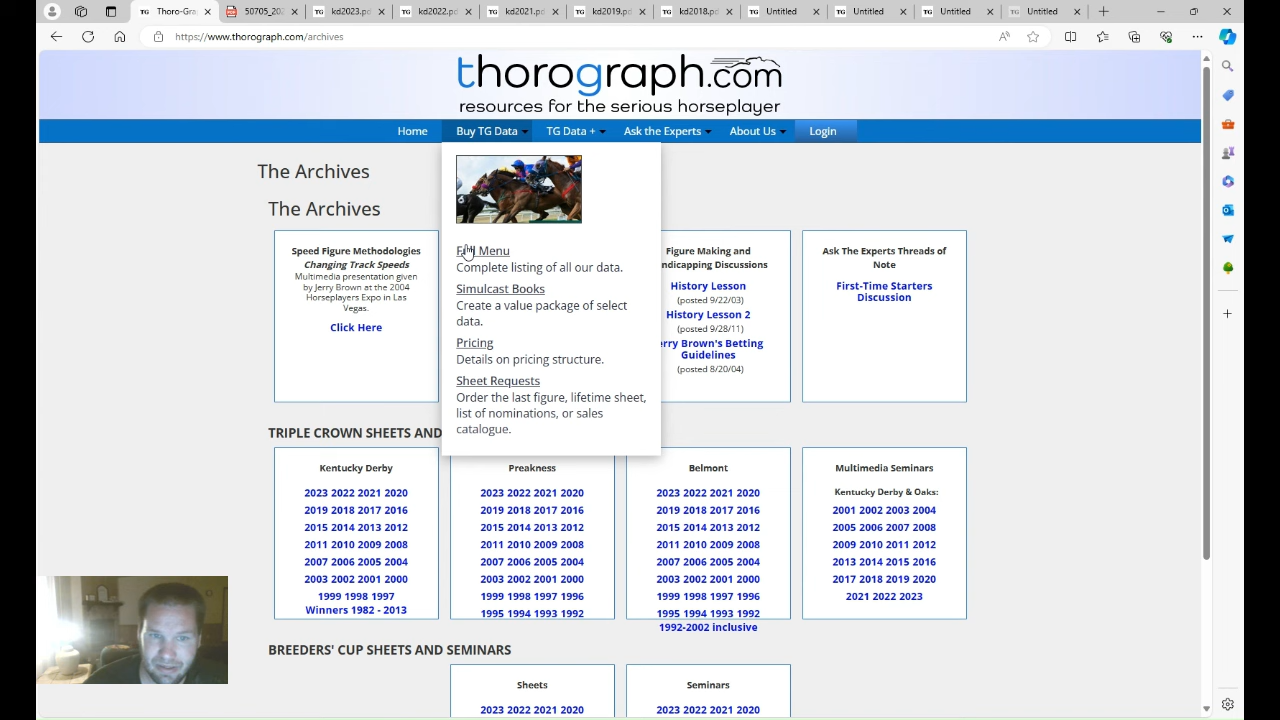 Thoro-Gra
50705_202
kd2023.pd
kd2022.pd
kd2021.pd
kd2019.pd
kd2018.pd
Untitled
Untitled
Untitled
Untitled
https://www.thorograph.com/archives
thorograph.com
resources for the serious horseplayer
Home
Buy TG Data
TG Data +
Ask the Experts
About Us
Login
The Archives
The Archives
Speed Figure Methodologies
Changing Track Speeds
Multimedia presentation given
by Jerry Brown at the 2004
Horseplayers Expo in Las
Vegas.
Click Here
Full Menu
Complete listing of all our data.
Simulcast Books
Create a value package of select
data.
Pricing
Details on pricing structure.
Sheet Requests
Order the last figure, lifetime sheet,
list of nominations, or sales
catalogue.
Figure Making and
ndicapping Discussions
History Lesson
(posted 9/22/03)
History Lesson 2
(posted 9/28/11)
erry Brown's Betting
Guidelines
(posted 8/20/04)
Ask The Experts Threads of
Note
First-Time Starters
Discussion
TRIPLE CROWN SHEETS AND
Kentucky Derby
2023 2022 2021 2020
2019 2018 2017 2016
2015 2014 2013 2012
2011 2010 2009 2008
2007 2006 2005 2004
2003 2002 2001 2000
1999 1998 1997
Winners 1982 - 2013
Preakness
2023 2022 2021 2020
2019 2018 2017 2016
2015 2014 2013 2012
2011 2010 2009 2008
2007 2006 2005 2004
2003 2002 2001 2000
1999 1998 1997 1996
1995 1994 1993 1992
Belmont
2023 2022 2021 2020
2019 2018 2017 2016
2015 2014 2013 2012
2011 2010 2009 2008
2007 2006 2005 2004
2003 2002 2001 2000
1999 1998 1997 1996
1995 1994 1993 1992
1992-2002 inclusive
Multimedia Seminars
Kentucky Derby & Oaks:
2001 2002 2003 2004
2005 2006 2007 2008
2009 2010 2011 2012
2013 2014 2015 2016
2017 2018 2019 2020
2021 2022 2023
BREEDERS' CUP SHEETS AND SEMINARS
Sheets
2023 2022 2021 2020
Seminars
2023 2022 2021 2020